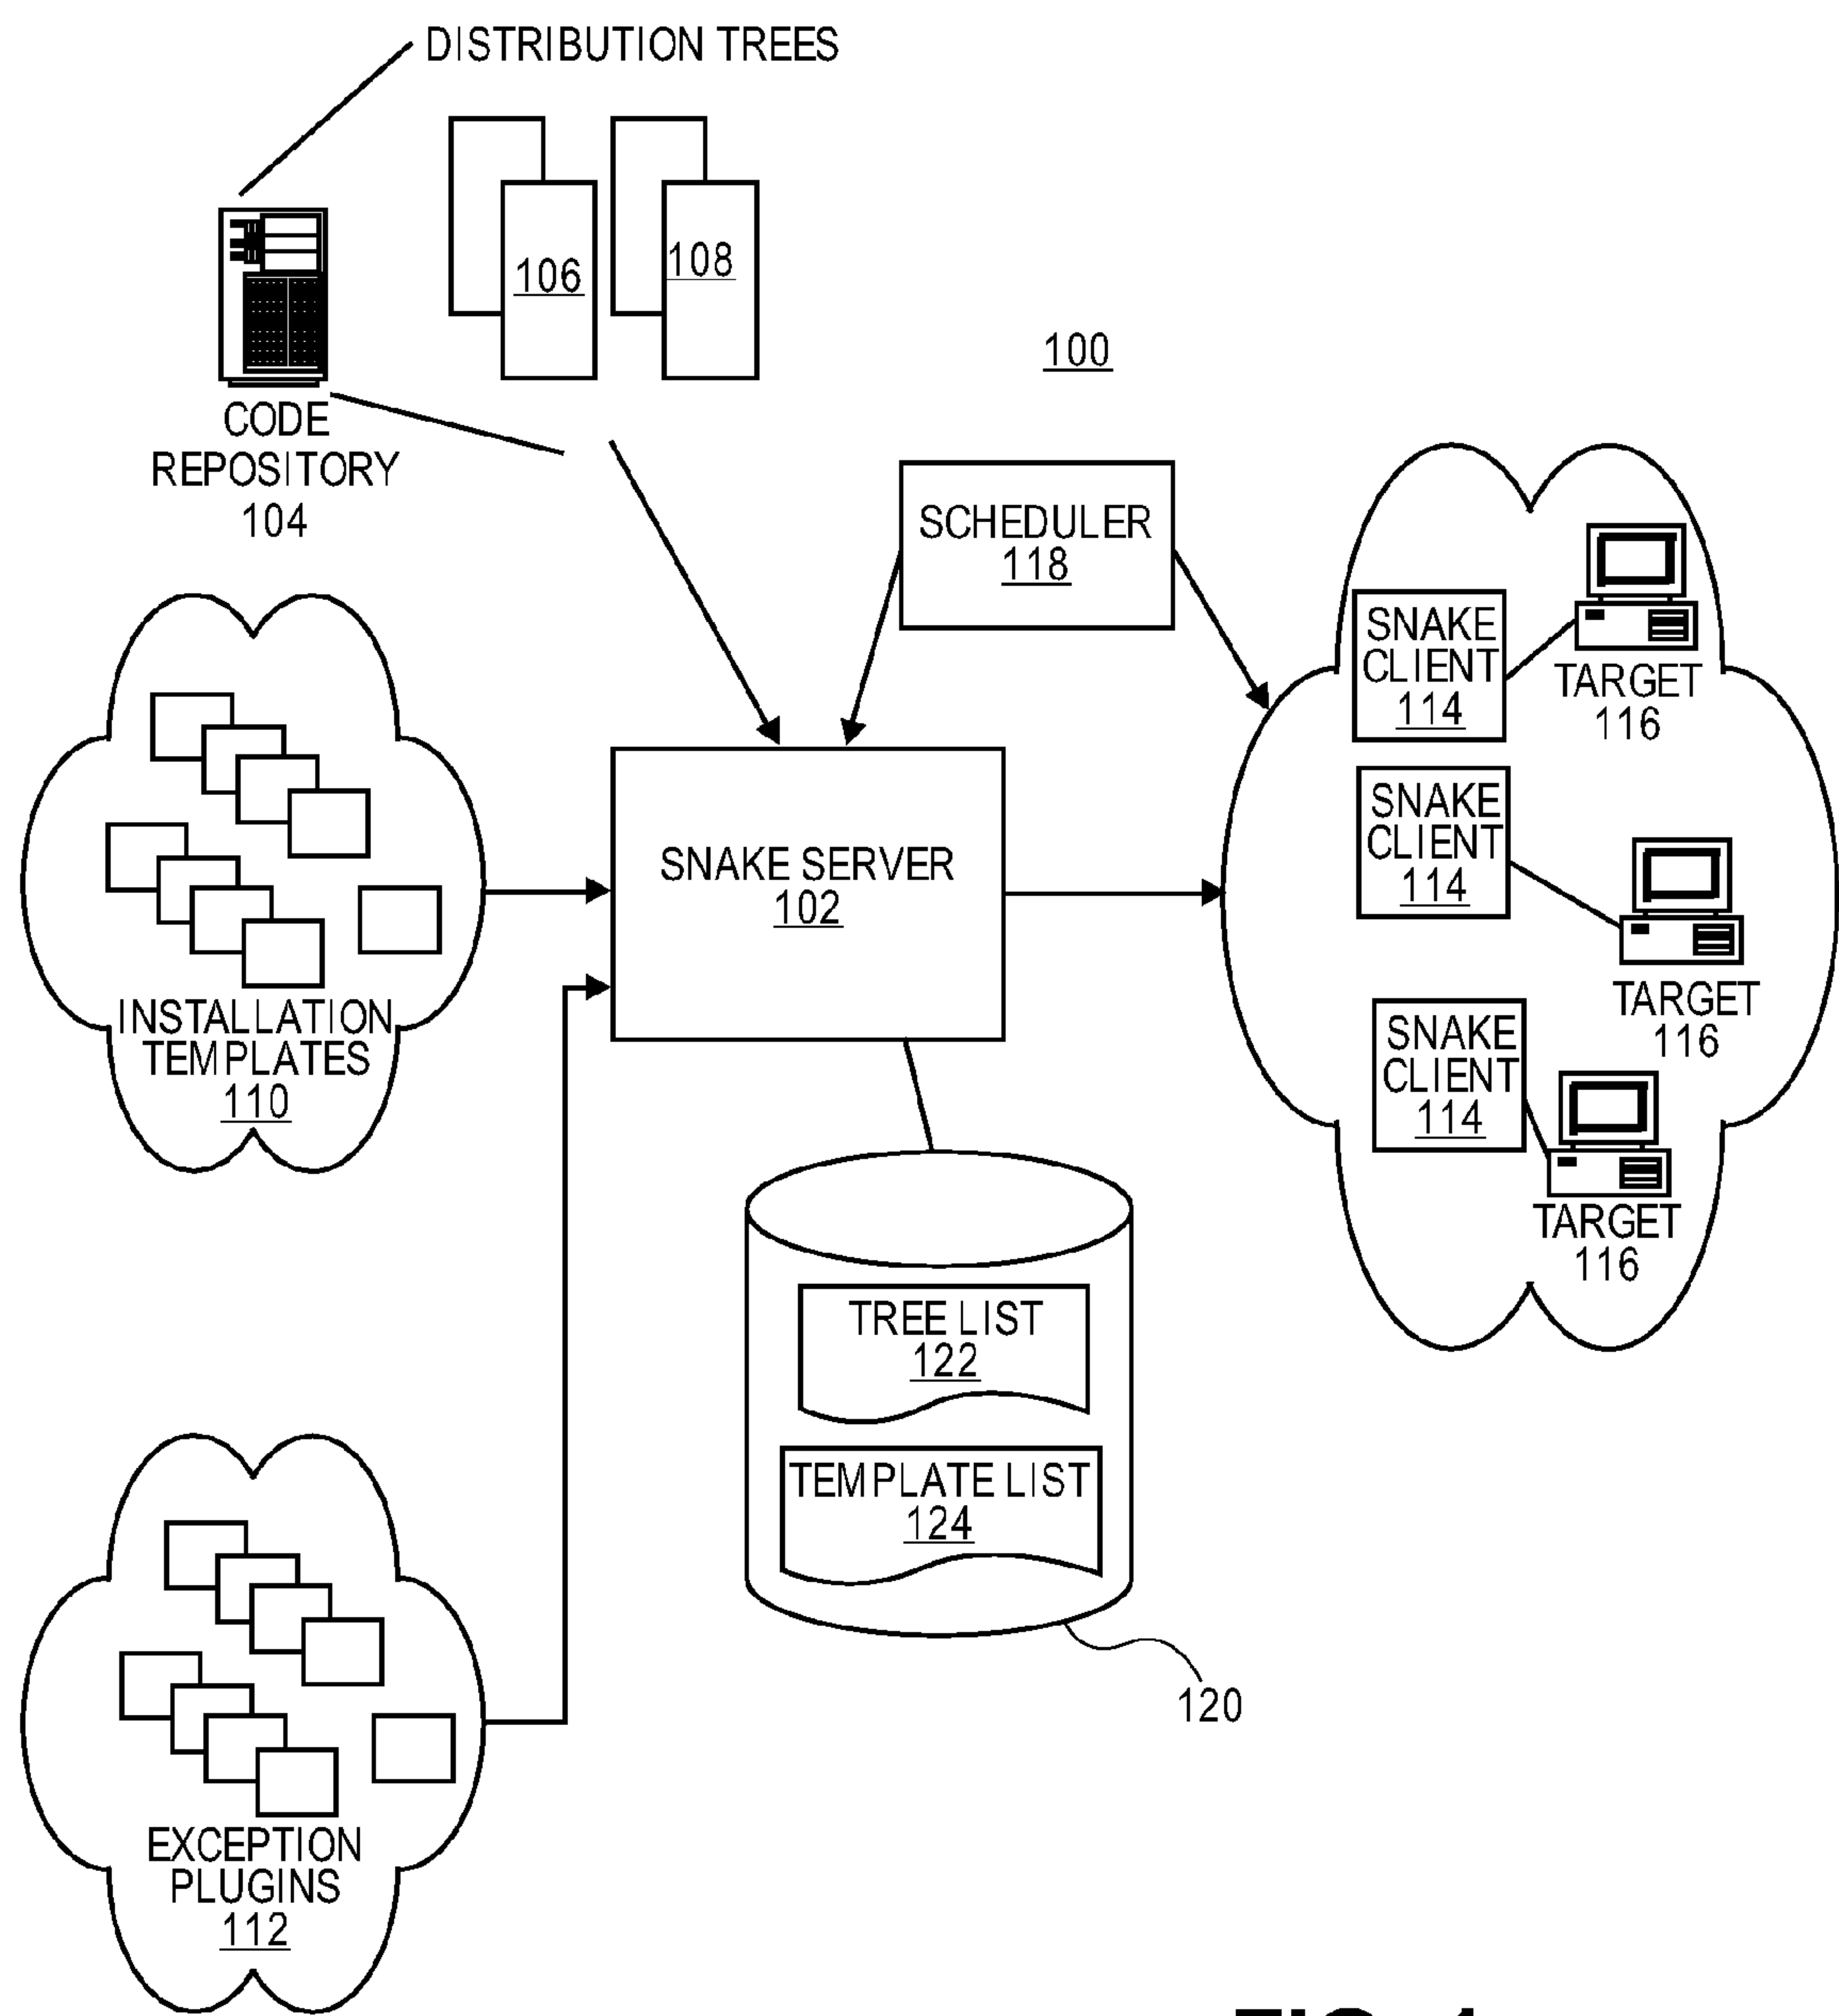 DISTRIBUTION TREES
106
108
100
CODE
REPOSITORY
104
SCHEDULER
118
SNAKE
CLIENT
114
TARGET
116
SNAKE
CLIENT
114
TARGET
116
SNAKE SERVER
102
INSTALLATION
TEMPLATES
110
SNAKE
CLIENT
114
TARGET
116
TREE LIST
122
TEMPLATE LIST
124
120
EXCEPTION
PLUGINS
112